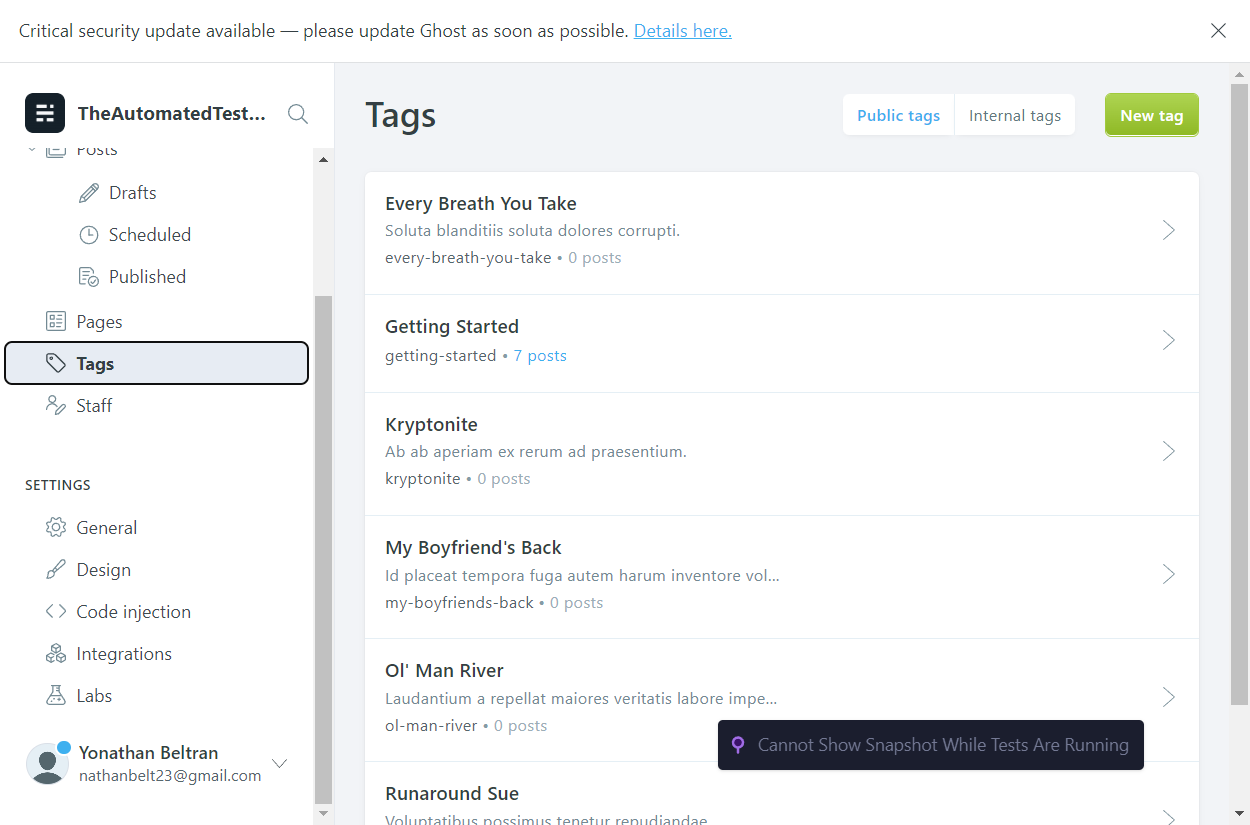 Critical security update available — please update Ghost as soon as possible. Details here.
TheAutomatedTest...
Posts
Drafts
Scheduled
Published
Pages
Tags
Staff
SETTINGS
General
Design
Code injection
Integrations
Labs
Yonathan Beltran
nathanbelt23@gmail.com
Tags
Public tags
Internal tags
New tag
Every Breath You Take
Soluta blanditiis soluta dolores corrupti.
every-breath-you-take • 0 posts
Getting Started
getting-started • 7 posts
Kryptonite
Ab ab aperiam ex rerum ad praesentium.
kryptonite • 0 posts
My Boyfriend's Back
Id placeat tempora fuga autem harum inventore vol...
my-boyfriends-back • 0 posts
Ol' Man River
Laudantium a repellat maiores veritatis labore impe...
ol-man-river • 0 posts
Cannot Show Snapshot While Tests Are Running
Runaround Sue
Voluptatibus possimus tenetur repudiandae